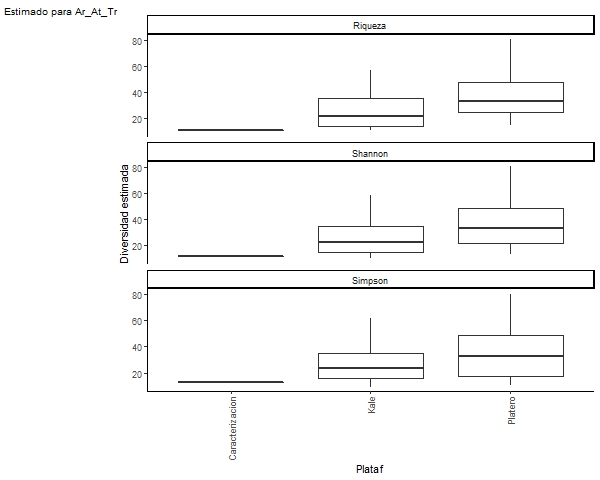 Estimado para Ar_At_Tr
Riqueza
80
60
40
20
Shannon
80
60
40
20
Diversidad estimada
Simpson
80
60
40
20
Caracterizacion
Kale
Platero
Plataf